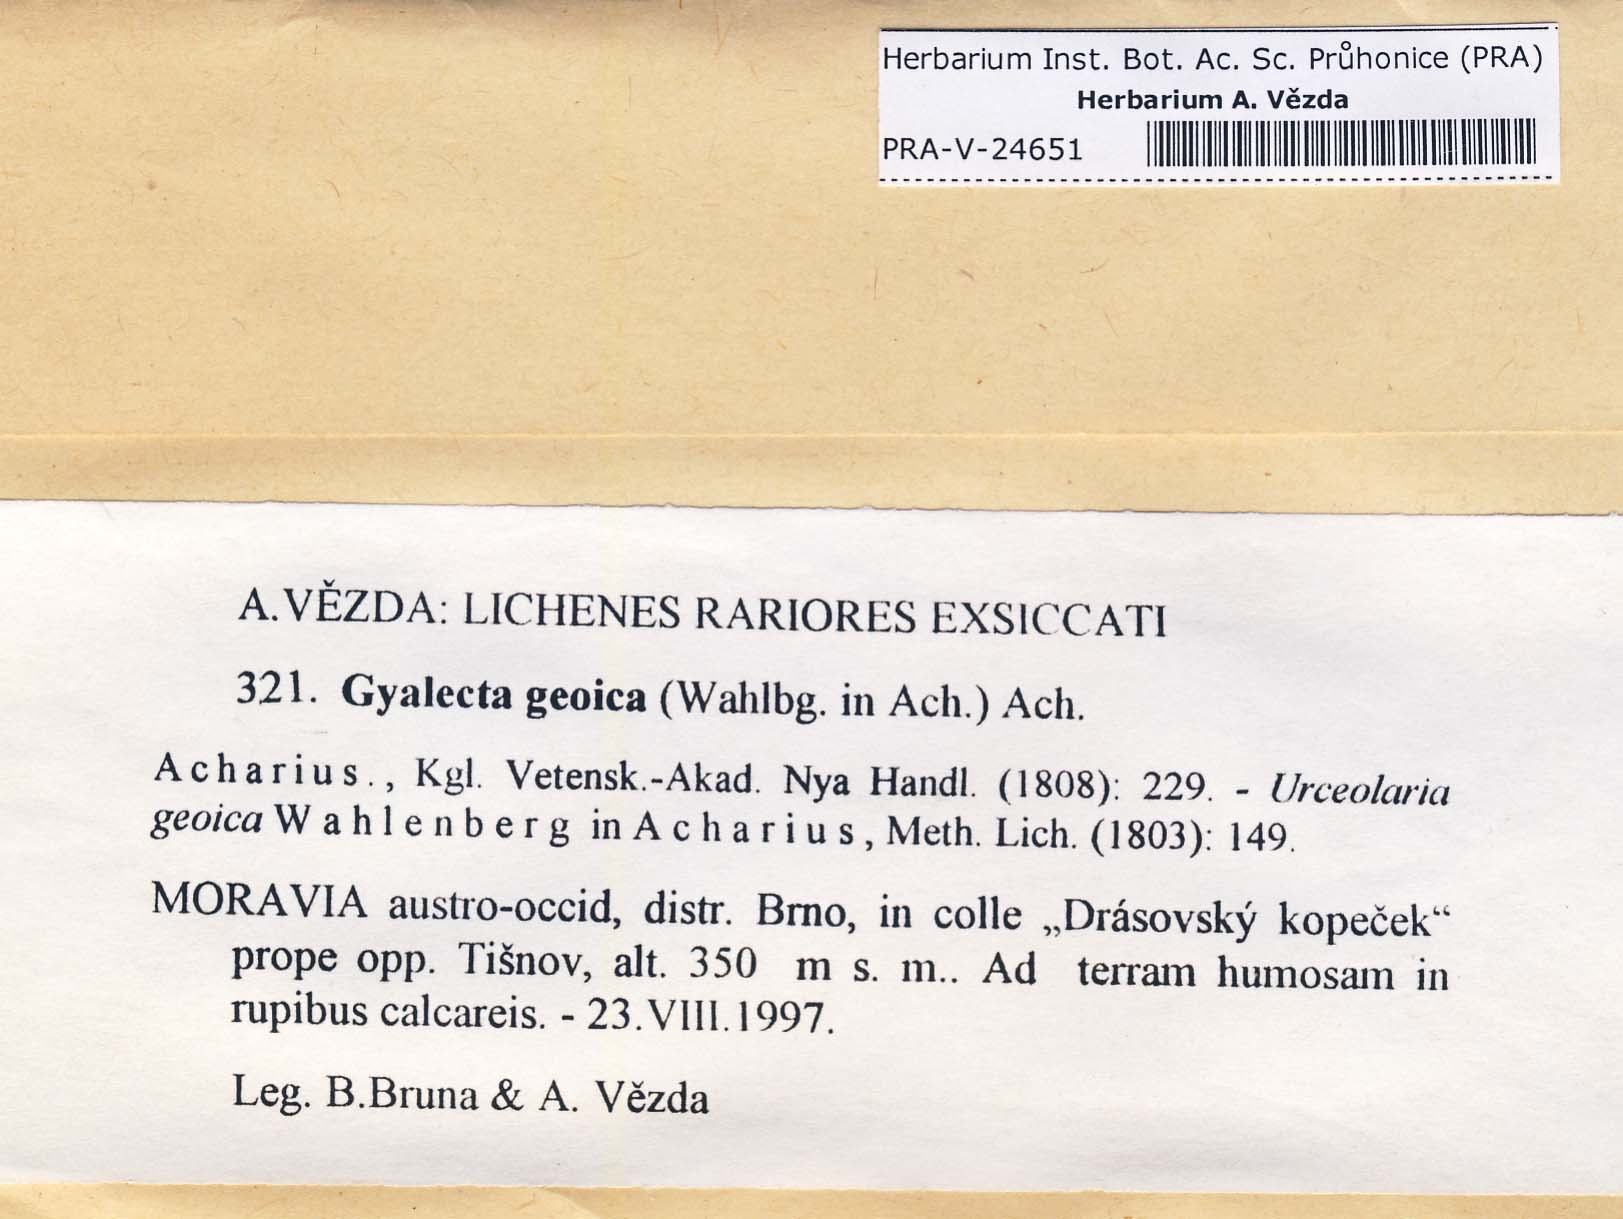 Herbarium Inst. Bot. Ac. Sc. Průhonice (PRA)
Herbarium A. Vězda
PRA-V-24651
A.VĚZDA: LICHENES RARIORES EXSICCATI
321. Gyalecta geoica (Wahlbg. in Ach.) Ach.
Acharius., Kgl. Vetensk.-Akad. Nya Handl. (1808): 229. - Urceolaria
geoica Wahlenberg in Acharius, Meth. Lich. (1803): 149.
MORAVIA austro-occid, distr. Brno, in colle „Drásovský kopeček“
prope opp. Tišnov, alt. 350 m s. m.. Ad terram humosam in
rupibus calcareis. - 23.VIII.1997.
Leg. B.Bruna & A. Vězda